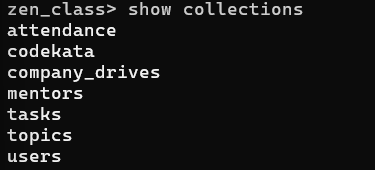 zen_class> show collections
attendance
codekata
company_drives
mentors
tasks
topics
users